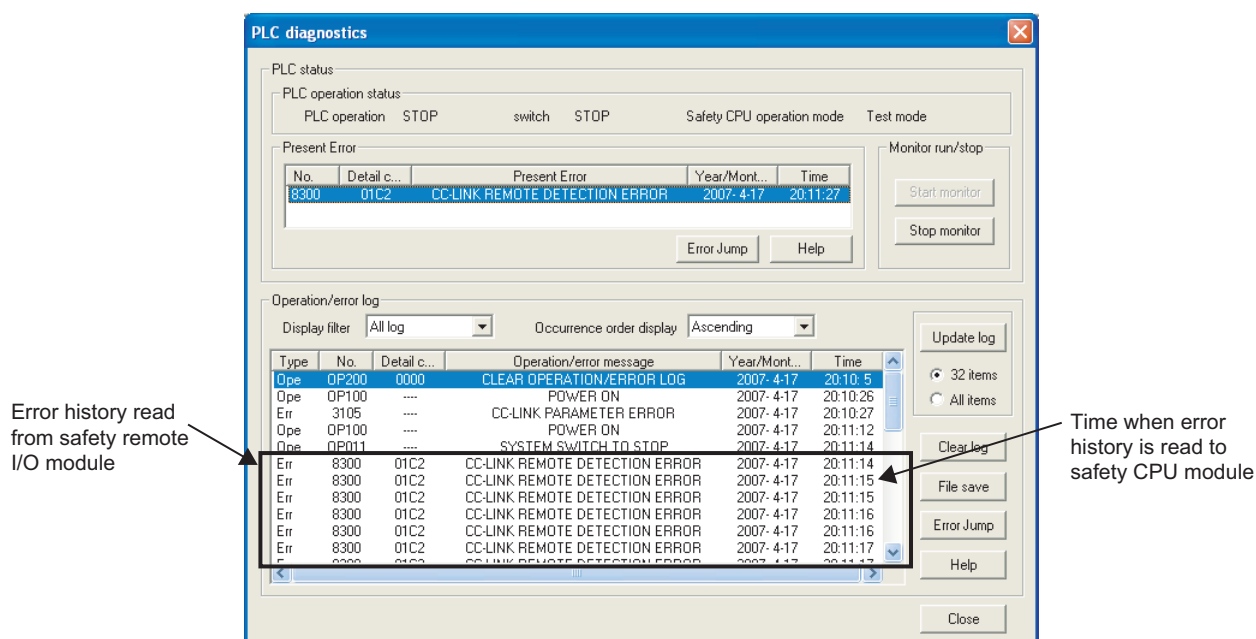 PLC diagnostics
PLC status
PLC operation status
PLC operation STOP switch STOP Safety CPU operation mode Test mode
Present Error
No. Detail c... Present Error Year/Mont... Time
8300 01C2 CC-LINK REMOTE DETECTION ERROR 2007- 4-17 20:11:27
Error Jump Help
Monitor run/stop
Start monitor
Stop monitor
Operation/error log
Display filter All log Occurrence order display Ascending
Type No. Detail c... Operation/error message Year/Mont... Time
Ope OP200 0000 CLEAR OPERATION/ERROR LOG 2007- 4-17 20:10: 5
Ope OP100 ---- POWER ON 2007- 4-17 20:10:26
Err 3105 ---- CC-LINK PARAMETER ERROR 2007- 4-17 20:10:27
Ope OP100 ---- POWER ON 2007- 4-17 20:11:12
Ope OP011 ---- SYSTEM SWITCH TO STOP 2007- 4-17 20:11:14
Err 8300 01C2 CC-LINK REMOTE DETECTION ERROR 2007- 4-17 20:11:14
Err 8300 01C2 CC-LINK REMOTE DETECTION ERROR 2007- 4-17 20:11:15
Err 8300 01C2 CC-LINK REMOTE DETECTION ERROR 2007- 4-17 20:11:15
Err 8300 01C2 CC-LINK REMOTE DETECTION ERROR 2007- 4-17 20:11:16
Err 8300 01C2 CC-LINK REMOTE DETECTION ERROR 2007- 4-17 20:11:16
Err 8300 01C2 CC-LINK REMOTE DETECTION ERROR 2007- 4-17 20:11:17
Update log
32 items
All items
Clear log
File save
Error Jump
Help
Close
Error history read
from safety remote
I/O module
Time when error
history is read to
safety CPU module